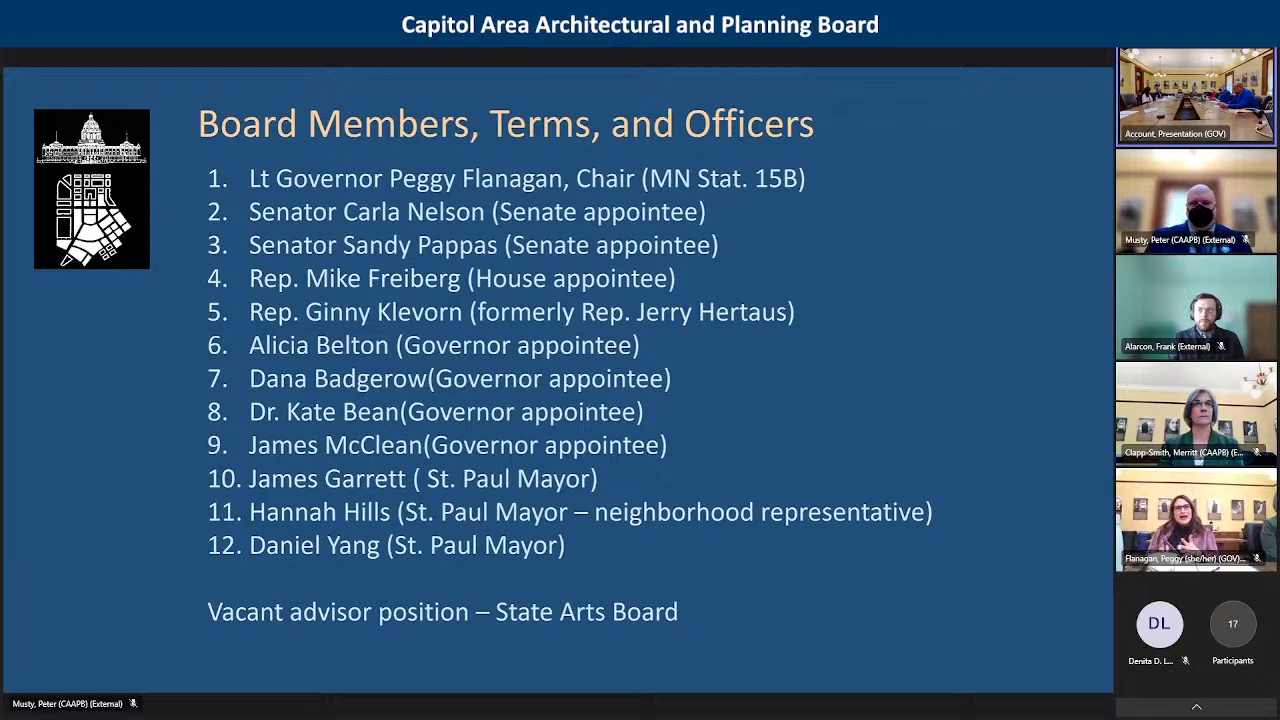 Capitol Area Architectural and Planning Board
Board Members, Terms, and Officers
1. Lt Governor Peggy Flanagan, Chair (MN Stat. 15B)
2. Senator Carla Nelson (Senate appointee)
3. Senator Sandy Pappas (Senate appointee)
4. Rep. Mike Freiberg (House appointee)
5. Rep. Ginny Klevorn (formerly Rep. Jerry Hertaus)
6. Alicia Belton (Governor appointee)
7. Dana Badgerow(Governor appointee)
8. Dr. Kate Bean(Governor appointee)
9. James McClean(Governor appointee)
10. James Garrett ( St. Paul Mayor)
11. Hannah Hills (St. Paul Mayor – neighborhood representative)
12. Daniel Yang (St. Paul Mayor)
Vacant advisor position – State Arts Board
Musty, Peter (CAAPB) (External)
Account, Presentation (GOV)
Musty, Peter (CAAPB) (External)
Alarcon, Frank (External)
Clapp-Smith, Merritt (CAAPB) (E...
Flanagan, Peggy (she/her) (GOV)...
DL
Denita D. L...
17
Participants